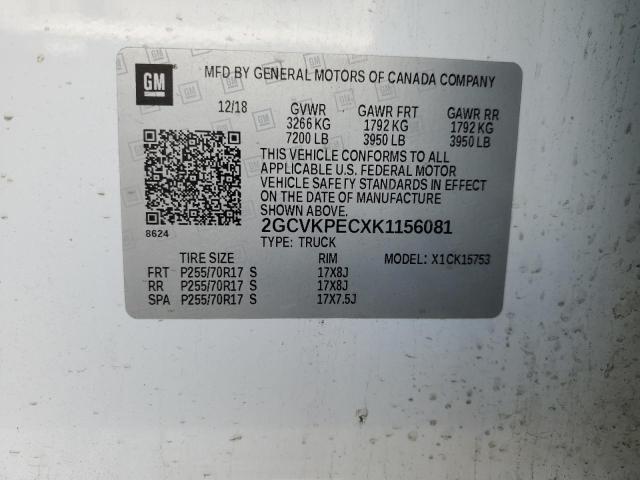 GM
MFD BY GENERAL MOTORS OF CANADA COMPANY
12/18 GVWR GAWR FRT GAWR RR
3266 KG 1792 KG 1792 KG
7200 LB 3950 LB 3950 LB
THIS VEHICLE CONFORMS TO ALL
APPLICABLE U.S. FEDERAL MOTOR
VEHICLE SAFETY STANDARDS IN EFFECT
ON THE DATE OF MANUFACTURE
SHOWN ABOVE.
8624 2GCVKPECXK1156081
TYPE: TRUCK
TIRE SIZE RIM MODEL: X1CK15753
FRT P255/70R17 S 17X8J
RR P255/70R17 S 17X8J
SPA P255/70R17 S 17X7.5J